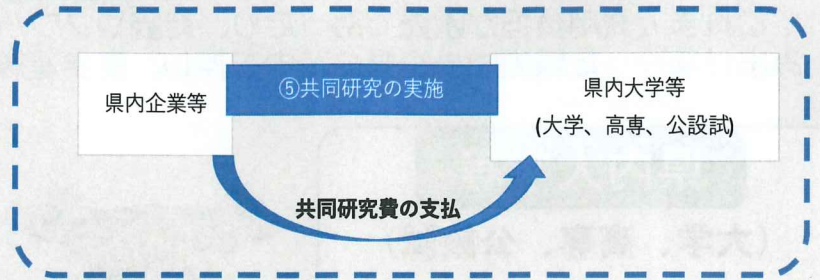 県内企業等
⑤共同研究の実施
県内大学等
(大学、高専、公設試)
共同研究費の支払